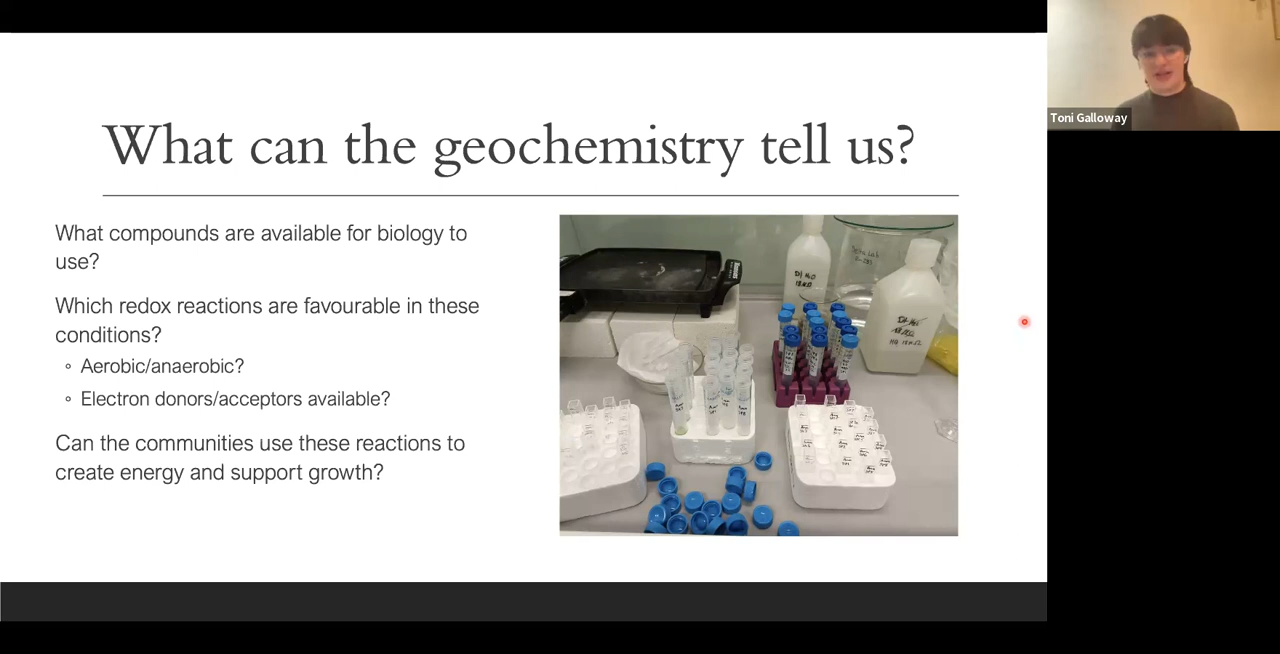 What can the geochemistry tell us?
Toni Galloway
What compounds are available for biology to
use?
Which redox reactions are favourable in these
conditions?
Aerobic/anaerobic?
Electron donors/acceptors available?
Can the communities use these reactions to
create energy and support growth?